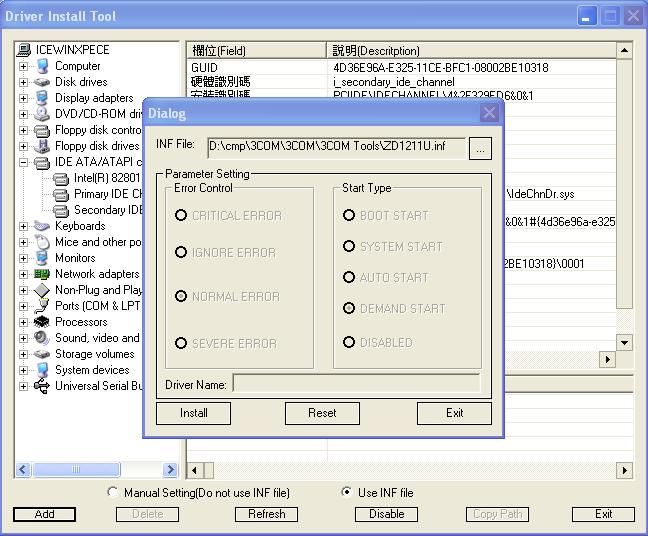 Driver Install Tool
ICEWINXPECE
Computer
Disk drives
Display adapters
DVD/CD-ROM dri
Floppy disk contro
Floppy disk drives
IDE ATA/ATAPI c
Intel(R) 82801
Primary IDE Ch
Secondary IDE
Keyboards
Mice and other po
Monitors
Network adapters
Non-Plug and Play
Ports (COM & LPT
Processors
Sound, video and
Storage volumes
System devices
Universal Serial Bu
欄位(Field) 說明(Descritption)
GUID 4D36E96A-E325-11CE-BFC1-08002BE10318
硬體識別碼 i_secondary_ide_channel
安裝識別碼 PCIIDE\IDECHANNEL\4&2F329ED6&0&1
\IdeChnDr.sys
&0&1#{4d36e96a-e325
2BE10318}\0001
Dialog
INF File: D:\cmp\3COM\3COM\3COM Tools\ZD1211U.inf ...
Parameter Setting
Error Control
CRITICAL ERROR
IGNORE ERROR
NORMAL ERROR
SEVERE ERROR
Start Type
BOOT START
SYSTEM START
AUTO START
DEMAND START
DISABLED
Driver Name:
Install Reset Exit
Manual Setting(Do not use INF file) Use INF file
Add Delete Refresh Disable Copy Path Exit